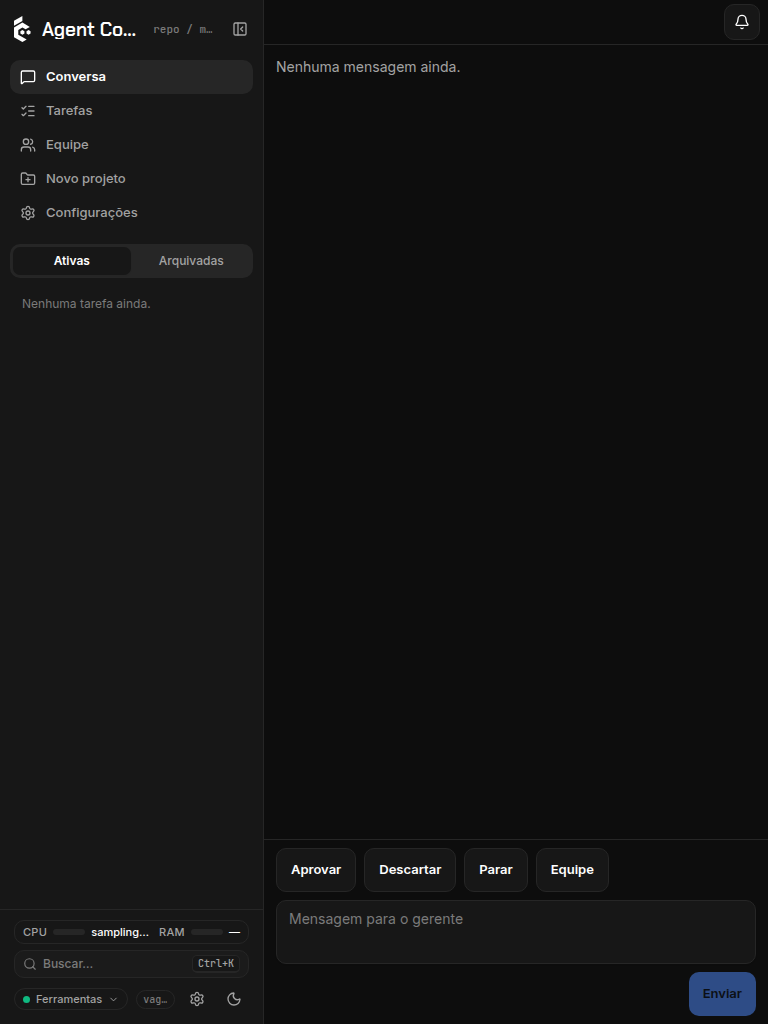 Agent Co...
repo / m…
Conversa
Tarefas
Equipe
Novo projeto
Configurações
Ativas
Arquivadas
Nenhuma tarefa ainda.
CPU
sampling...
RAM
—
Buscar...
Ctrl+K
Ferramentas
vag…
Nenhuma mensagem ainda.
Aprovar
Descartar
Parar
Equipe
Mensagem para o gerente
Enviar